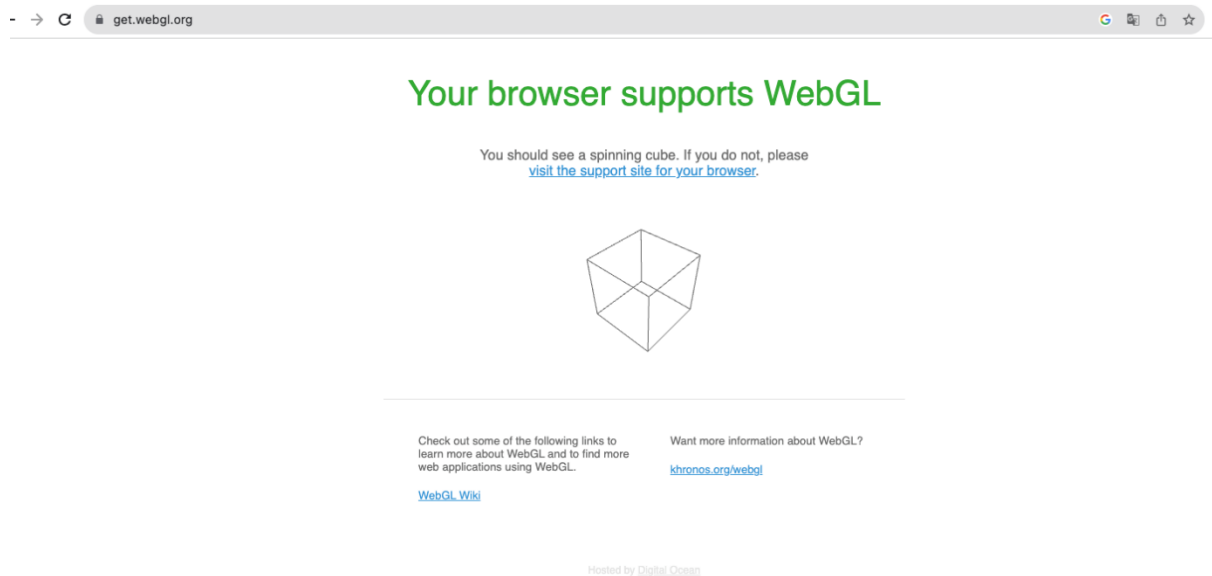 get.webgl.org
Your browser supports WebGL
You should see a spinning cube. If you do not, please
visit the support site for your browser.
Check out some of the following links to
learn more about WebGL and to find more
web applications using WebGL.
WebGL Wiki
Want more information about WebGL?
khronos.org/webgl
Hosted by Digital Ocean